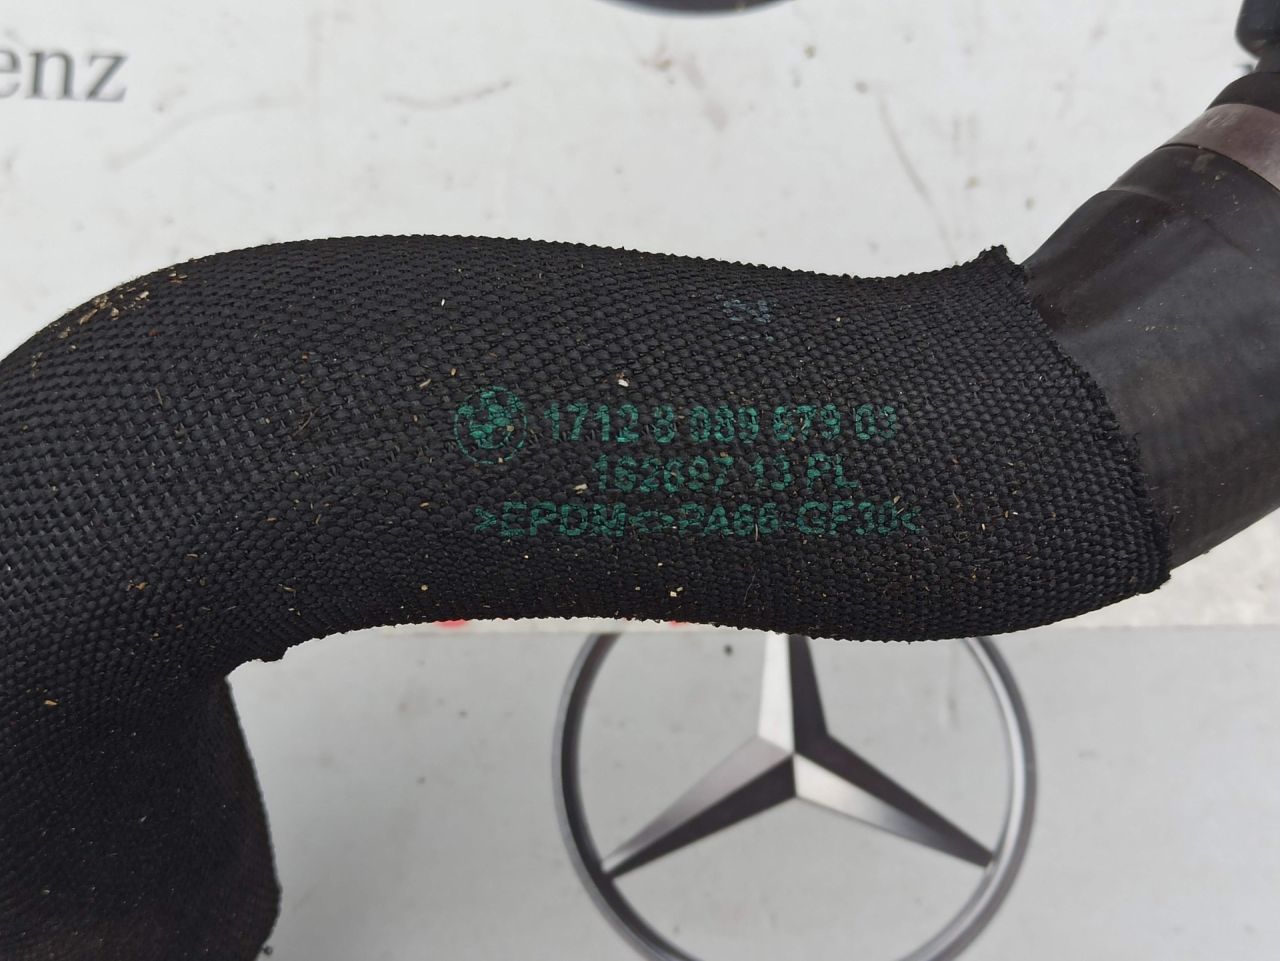 enz
1712 8 089 679 03
162697 13 PL
>EPDM<>PA66-GF30<